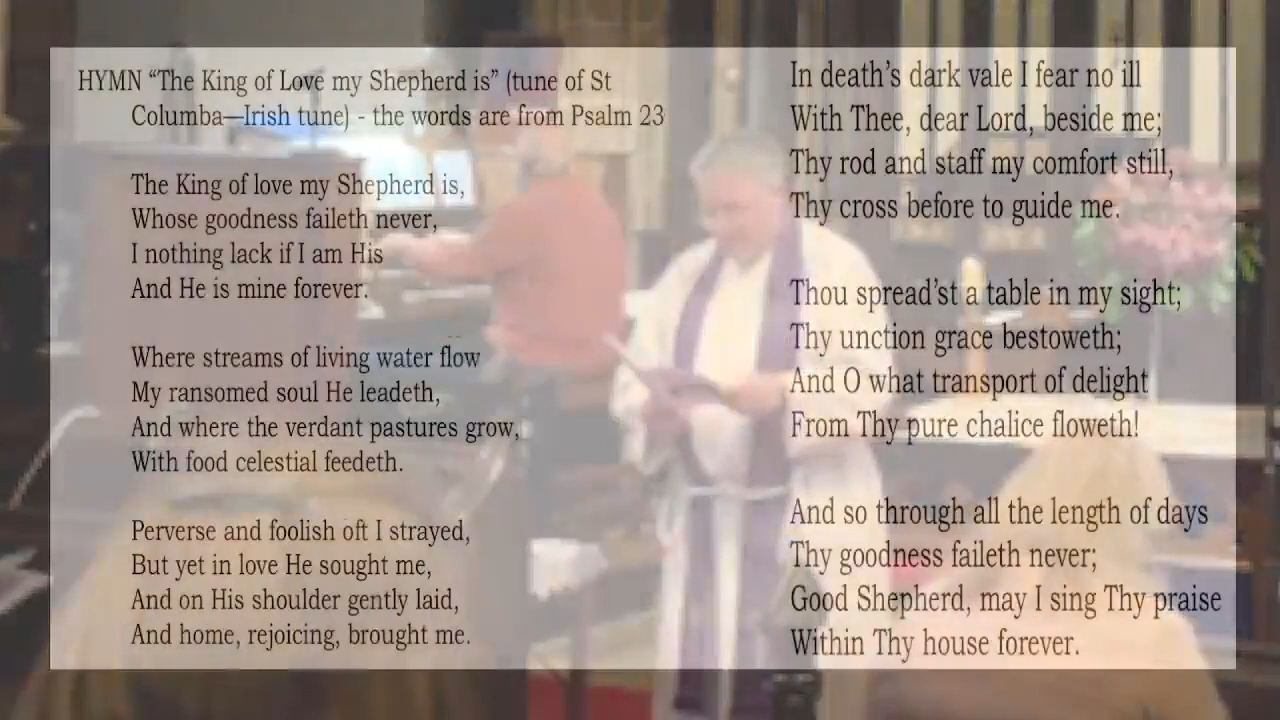 HYMN “The King of Love my Shepherd is” (tune of St
Columba—Irish tune) - the words are from Psalm 23
The King of love my Shepherd is,
Whose goodness faileth never,
I nothing lack if I am His
And He is mine forever.
Where streams of living water flow
My ransomed soul He leadeth,
And where the verdant pastures grow,
With food celestial feedeth.
Perverse and foolish oft I strayed,
But yet in love He sought me,
And on His shoulder gently laid,
And home, rejoicing, brought me.
In death’s dark vale I fear no ill
With Thee, dear Lord, beside me;
Thy rod and staff my comfort still,
Thy cross before to guide me.
Thou spread’st a table in my sight;
Thy unction grace bestoweth;
And O what transport of delight
From Thy pure chalice floweth!
And so through all the length of days
Thy goodness faileth never;
Good Shepherd, may I sing Thy praise
Within Thy house forever.